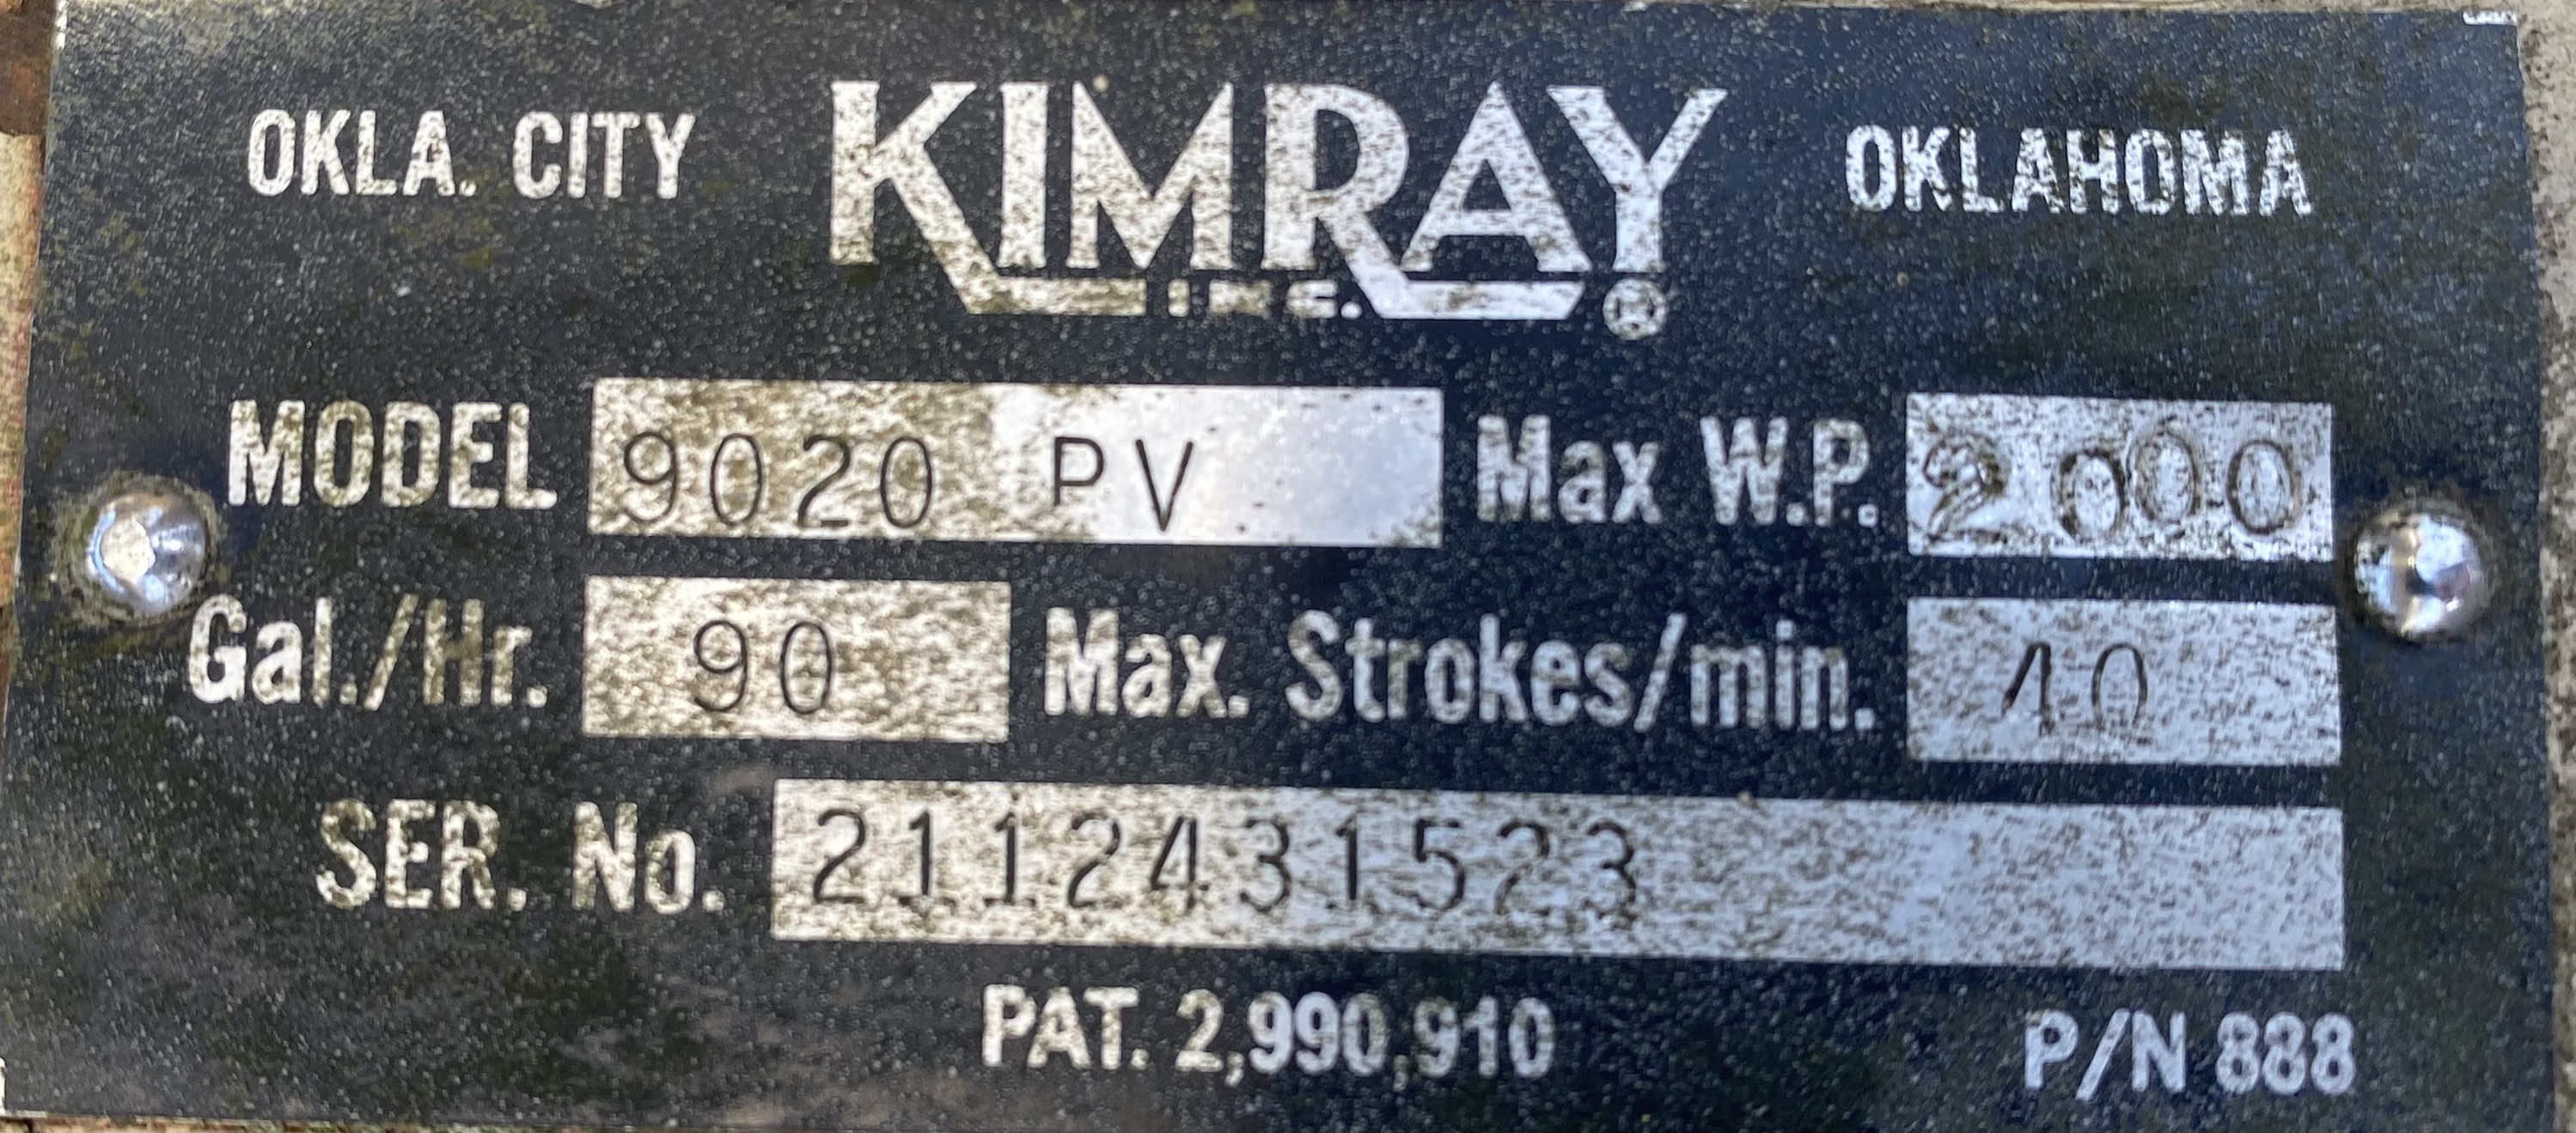 OKLA. CITY KIMRAY OKLAHOMA
INC. ®
MODEL 9020 PV Max W.P. 2000
Gal./Hr. 90 Max. Strokes/min. 40
SER. No. 2112431523
PAT. 2,990,910 P/N 888